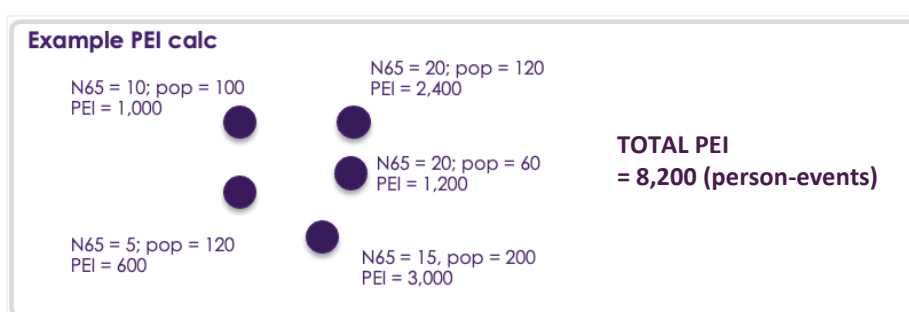 Example PEI calc
N65 = 10; pop = 100
PEI = 1,000
N65 = 20; pop = 120
PEI = 2,400
N65 = 20; pop = 60
PEI = 1,200
N65 = 5; pop = 120
PEI = 600
N65 = 15, pop = 200
PEI = 3,000
TOTAL PEI
= 8,200 (person-events)